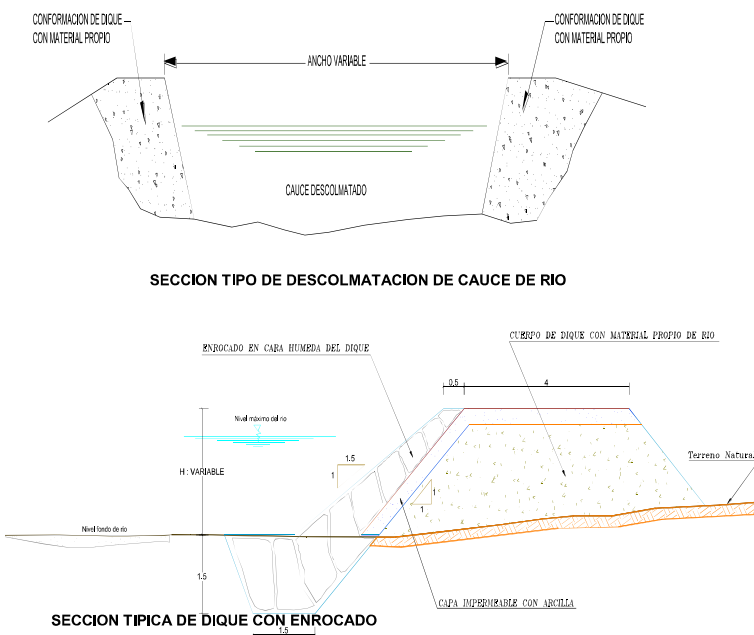 CONFORMACION DE DIQUE
CON MATERIAL PROPIO
CONFORMACION DE DIQUE
CON MATERIAL PROPIO
ANCHO VARIABLE
CAUCE DESCOLMATADO
SECCION TIPO DE DESCOLMATACION DE CAUCE DE RIO
CUERPO DE DIQUE CON MATERIAL PROPIO DE RIO
ENROCADO EN CARA HUMEDA DEL DIQUE
0.5
4
Nivel máximo del rio
1.5
1
H : VARIABLE
1
1
Terreno Natura
Nivel fondo de rio
1.5
CAPA IMPERMEABLE CON ARCILLA
SECCION TIPICA DE DIQUE CON ENROCADO
1.5